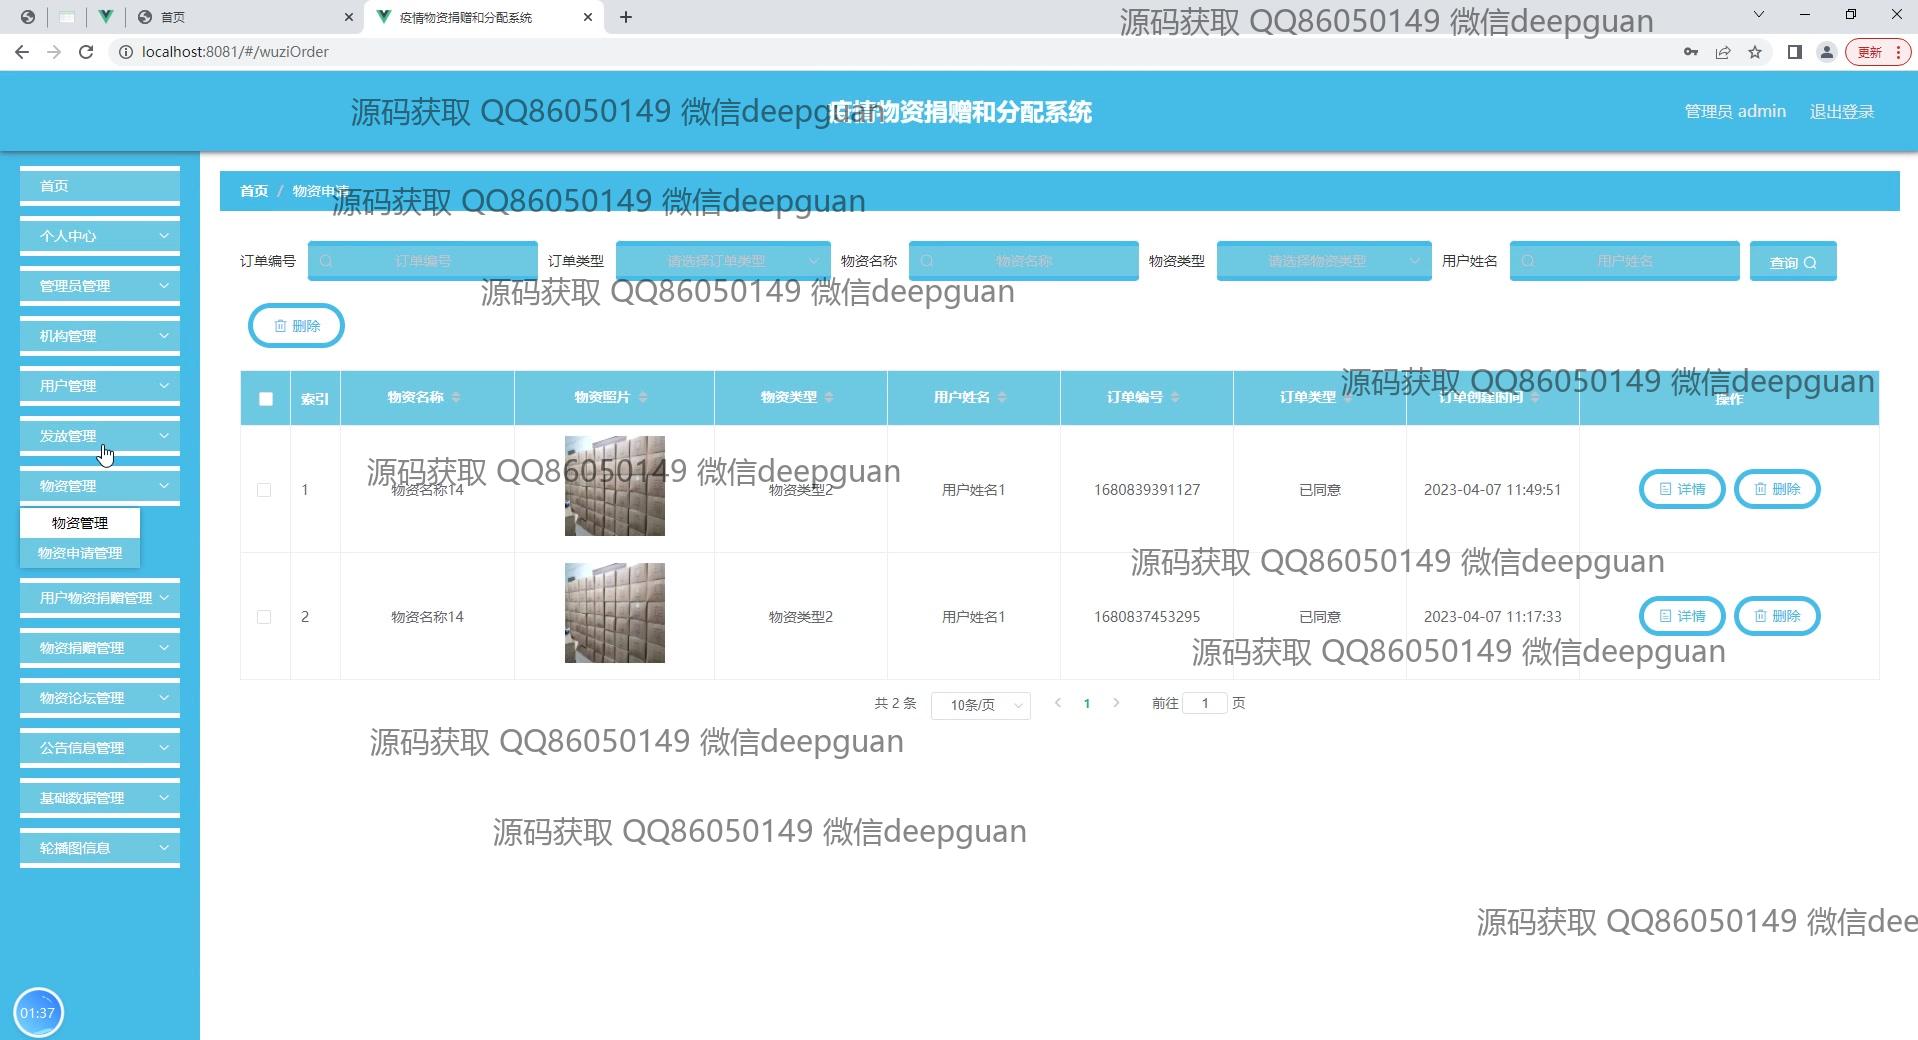 首页
疫情物资捐赠和分配系统
源码获取 QQ86050149 微信deepguan
localhost:8081/#/wuziOrder
更新
源码获取 QQ86050149 微信deepguan
疫情物资捐赠和分配系统
管理员 admin
退出登录
首页
个人中心
管理员管理
机构管理
用户管理
发放管理
物资管理
物资管理
物资申请管理
用户物资捐赠管理
物资捐赠管理
物资论坛管理
公告信息管理
基础数据管理
轮播图信息
01:37
首页 / 物资申请
源码获取 QQ86050149 微信deepguan
订单编号 订单编号 订单类型 请选择订单类型 物资名称 物资名称 物资类型 请选择物资类型 用户姓名 用户姓名 查询
源码获取 QQ86050149 微信deepguan
删除
源码获取 QQ86050149 微信deepguan
索引 物资名称 物资照片 物资类型 用户姓名 订单编号 订单类型 订单创建时间 操作
源码获取 QQ86050149 微信deepguan
1 物资名称14 物资类型2 用户姓名1 1680839391127 已同意 2023-04-07 11:49:51 详情 删除
源码获取 QQ86050149 微信deepguan
2 物资名称14 物资类型2 用户姓名1 1680837453295 已同意 2023-04-07 11:17:33 详情 删除
源码获取 QQ86050149 微信deepguan
共 2 条 10条/页 1 前往 1 页
源码获取 QQ86050149 微信deepguan
源码获取 QQ86050149 微信deepguan
源码获取 QQ86050149 微信dee